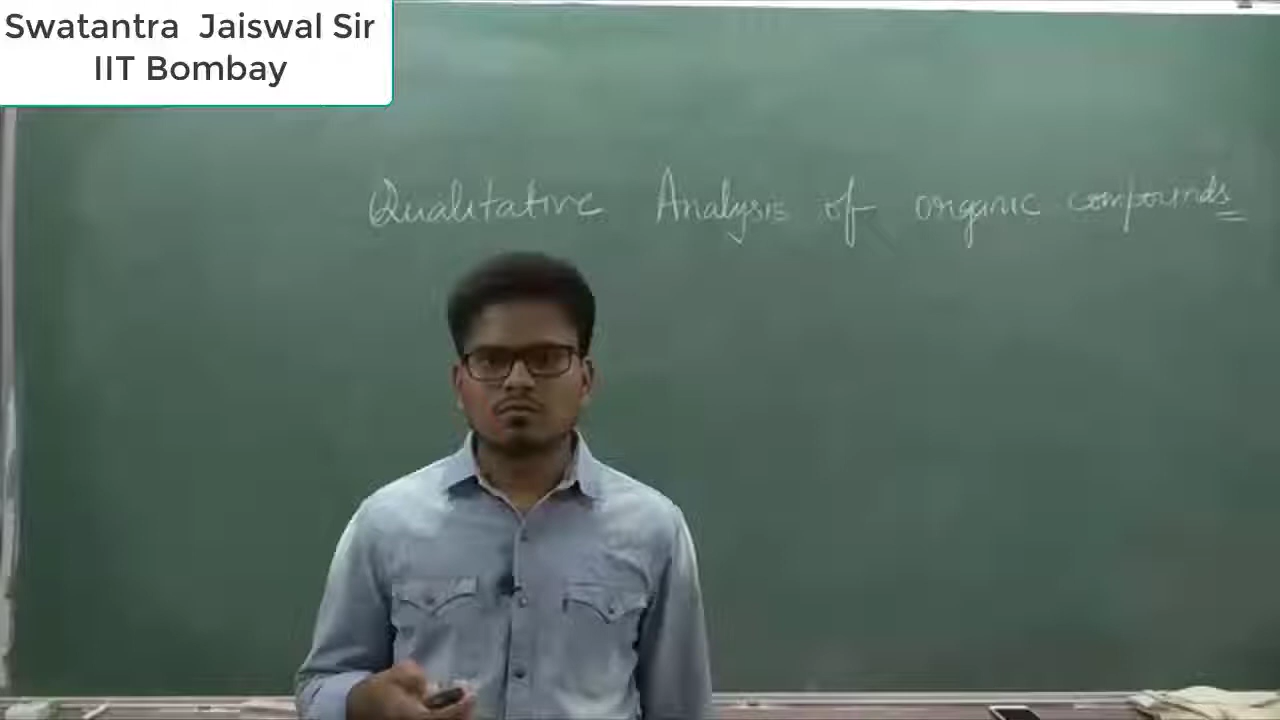 Swatantra Jaiswal Sir
IIT Bombay
Qualitative Analysis of organic compounds